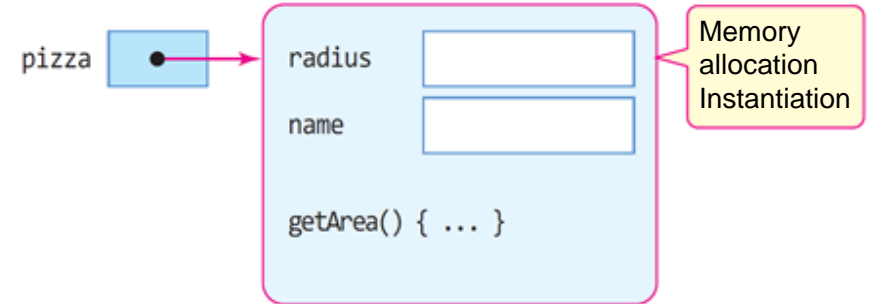 pizza
radius
name
getArea() { ... }
Memory
allocation
Instantiation